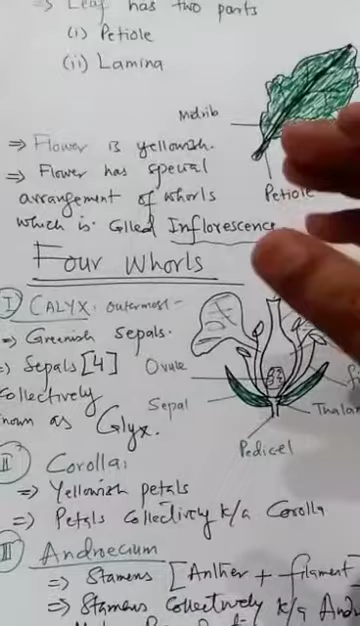 => Leaf has two parts
(i) Petiole
(ii) Lamina
Midrib
=> Flower is yellowish.
=> Flower has special
arrangement of whorls
which is Called Inflorescence
Petiole
Four Whorls
I CALYX. outermost-
=> Greenish Sepals.
=> Sepals [4]
Collectively
known as Calyx.
Ovule
Sepal
Pedicel
II Corolla:
=> Yellowish petals
=> Petals Collectively k/a Corolla
III Androecium
=> Stamens [Anther + filament
=> Stamens Collectively k/a